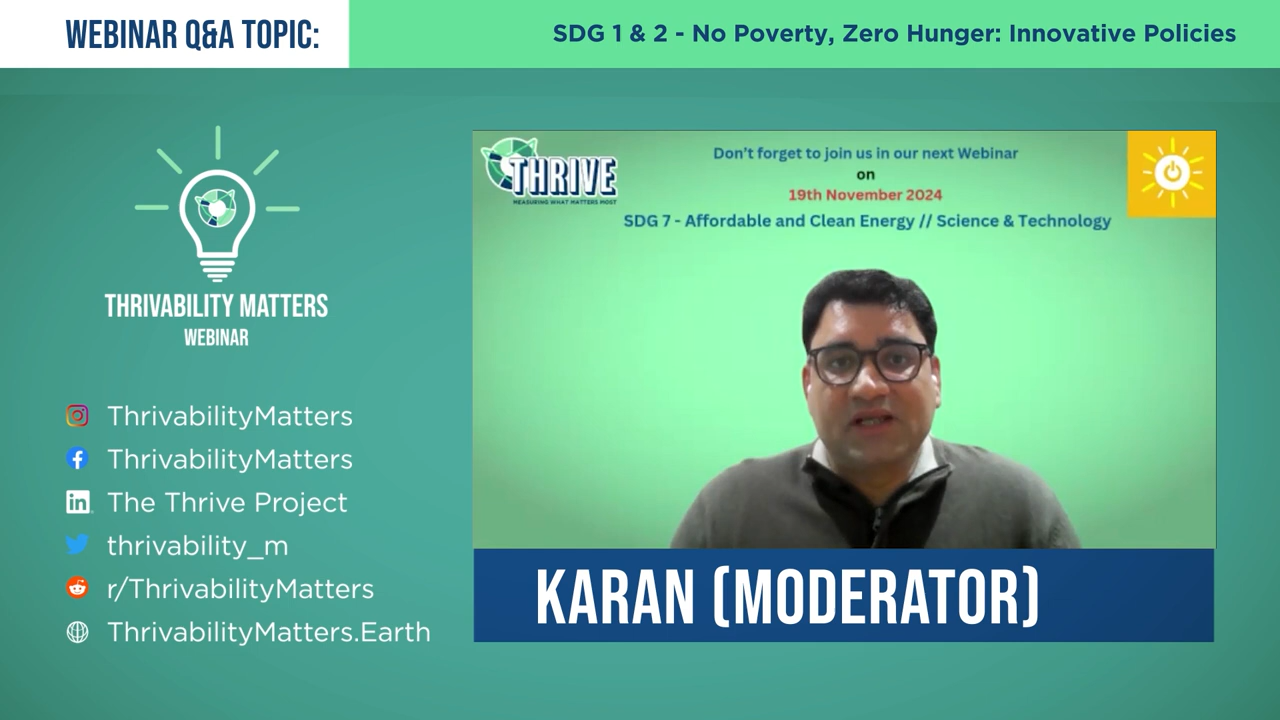 WEBINAR Q&A TOPIC:
SDG 1 & 2 - No Poverty, Zero Hunger: Innovative Policies
THRIVABILITY MATTERS
WEBINAR
ThrivabilityMatters
ThrivabilityMatters
in The Thrive Project
thrivability_m
r/ThrivabilityMatters
ThrivabilityMatters.Earth
THRIVE
MEASURING WHAT MATTERS MOST
Don't forget to join us in our next Webinar
on
19th November 2024
SDG 7 - Affordable and Clean Energy // Science & Technology
KARAN (MODERATOR)